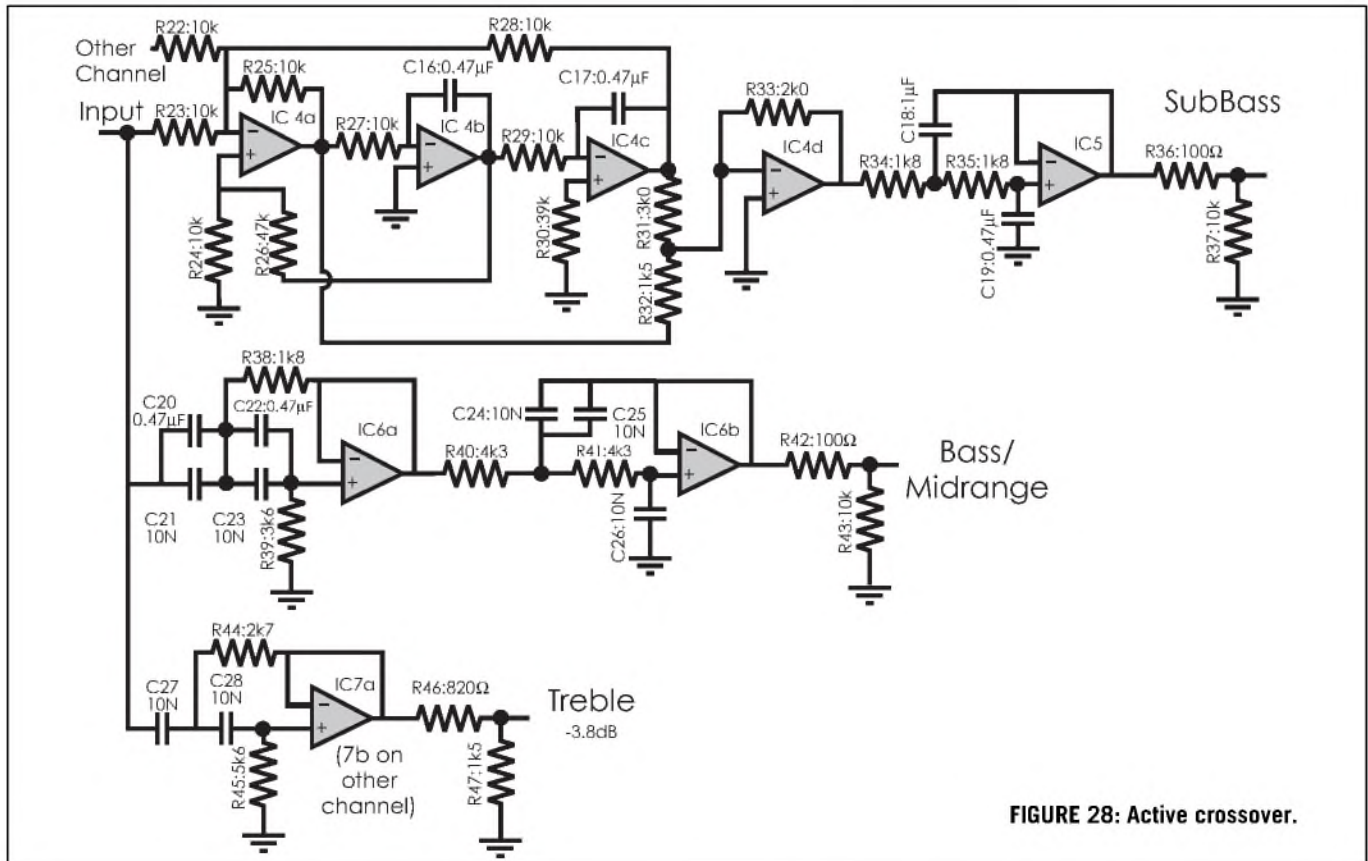 R22:10k
Other
Channel
R28:10k
R25:10k
C16:0.47µF
C17:0.47µF
Input
R23:10k
IC 4a
R27:10k
IC 4b
R29:10k
IC4c
R24:10k
R26:47k
R30:39k
R31:3k0
R32:1k5
R33:2k0
IC4d
R34:1k8
C18:1µF
R35:1k8
C19:0.47µF
IC5
SubBass
R36:100Ω
R37:10k
R38:1k8
C20
0.47µF
C22:0.47µF
C21
10N
C23
10N
R39:3k6
IC6a
R40:4k3
C24:10N
C25
10N
R41:4k3
C26:10N
IC6b
R42:100Ω
R43:10k
Bass/
Midrange
R44:2k7
C27
10N
C28
10N
R45:5k6
IC7a
(7b on
other
channel)
R46:820Ω
R47:1k5
Treble
-3.8dB
− + − + − + − + − + − + − + − +
FIGURE 28: Active crossover.